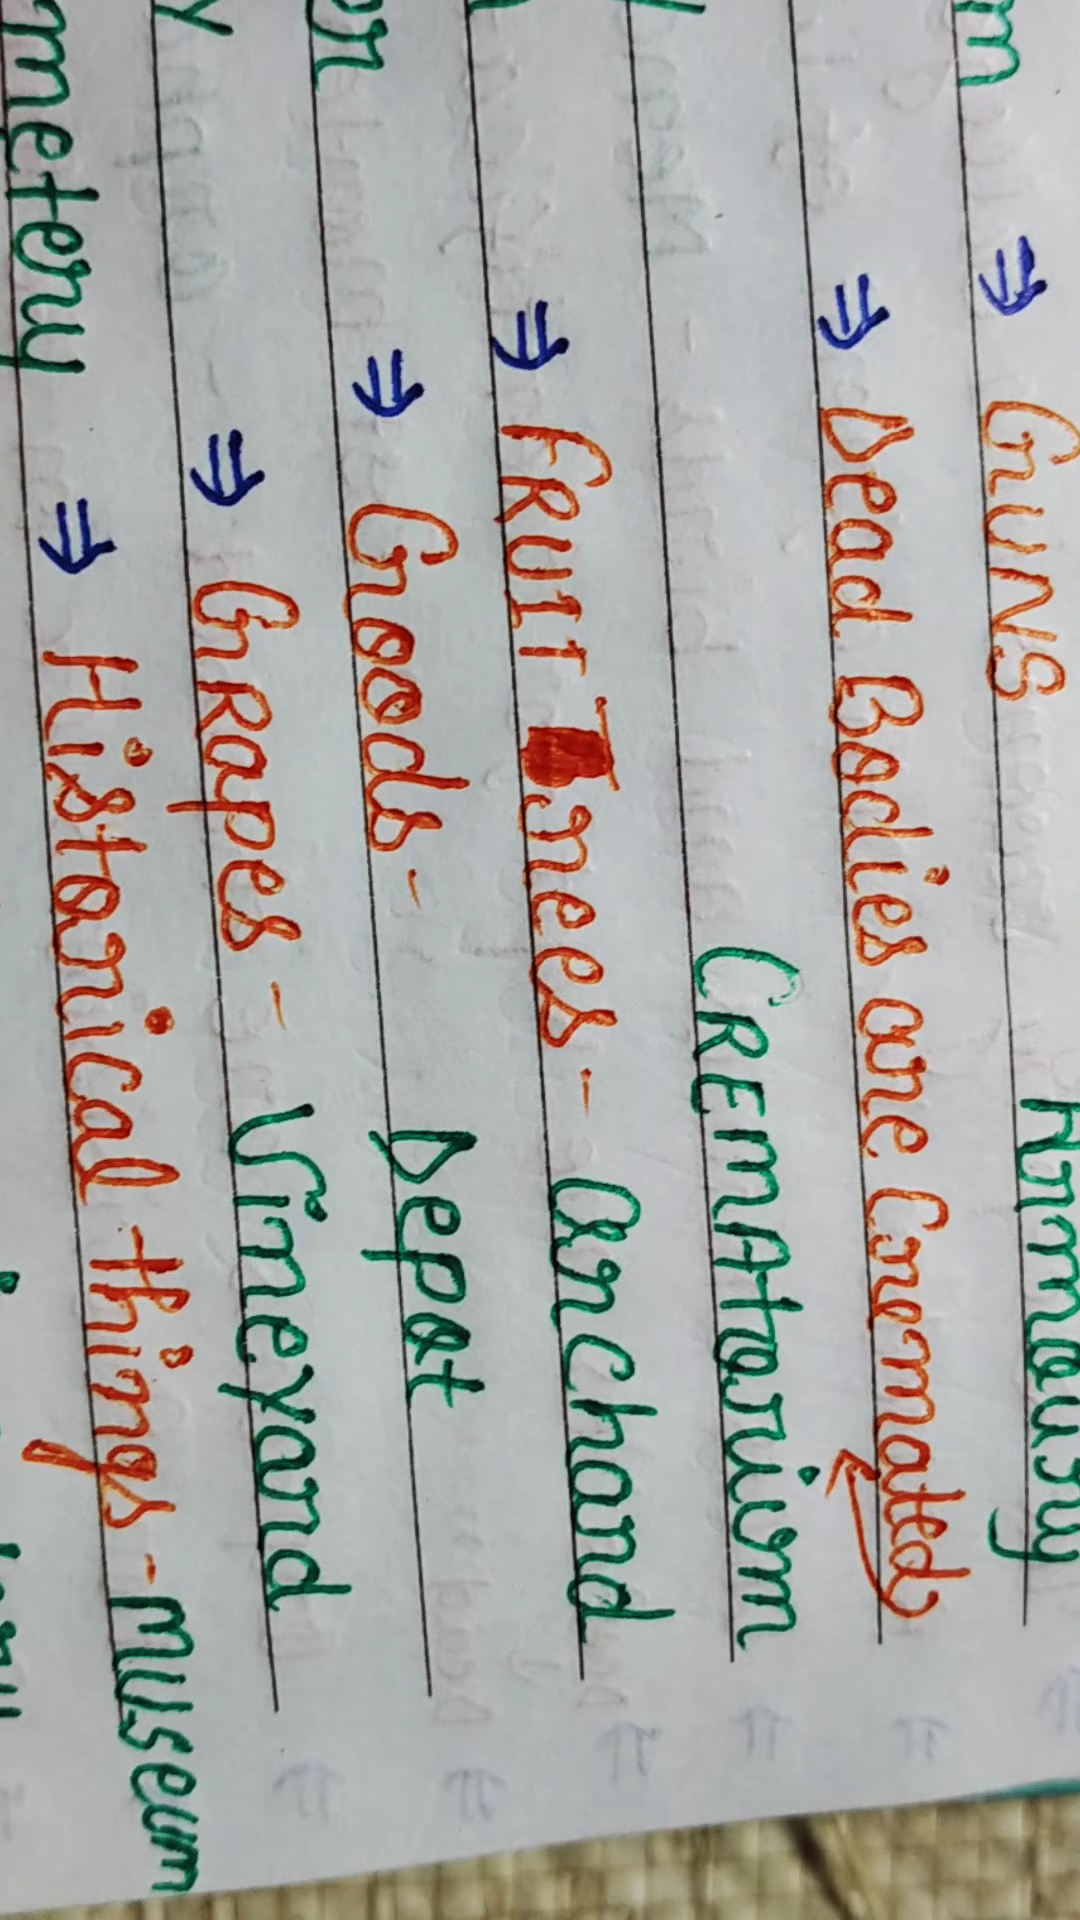 ⇒ GUNS Armoury
⇒ Dead Bodies are Cremated
CREMAtorium
⇒ FRUIT Trees - Orchard
⇒ Goods - Depot
⇒ GRapes - Vineyard
⇒ Historical things - Museum